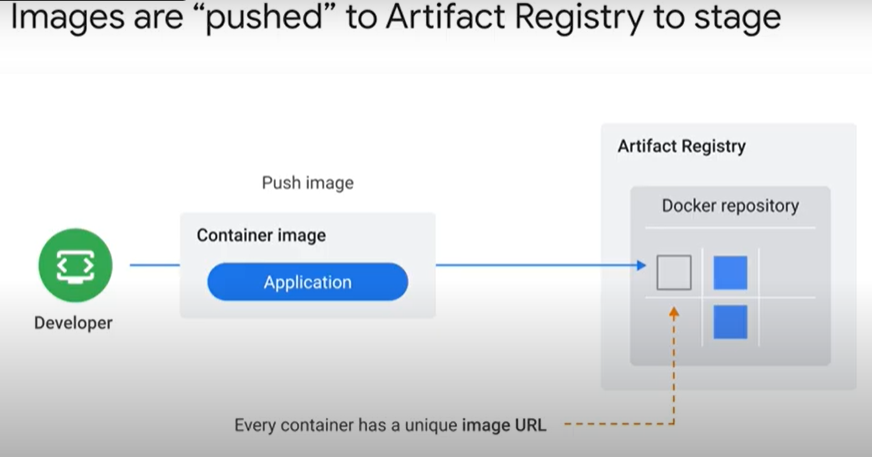 Images are “pushed” to Artifact Registry to stage
Artifact Registry
Push image
Docker repository
Container image
Application
Developer
Every container has a unique image URL